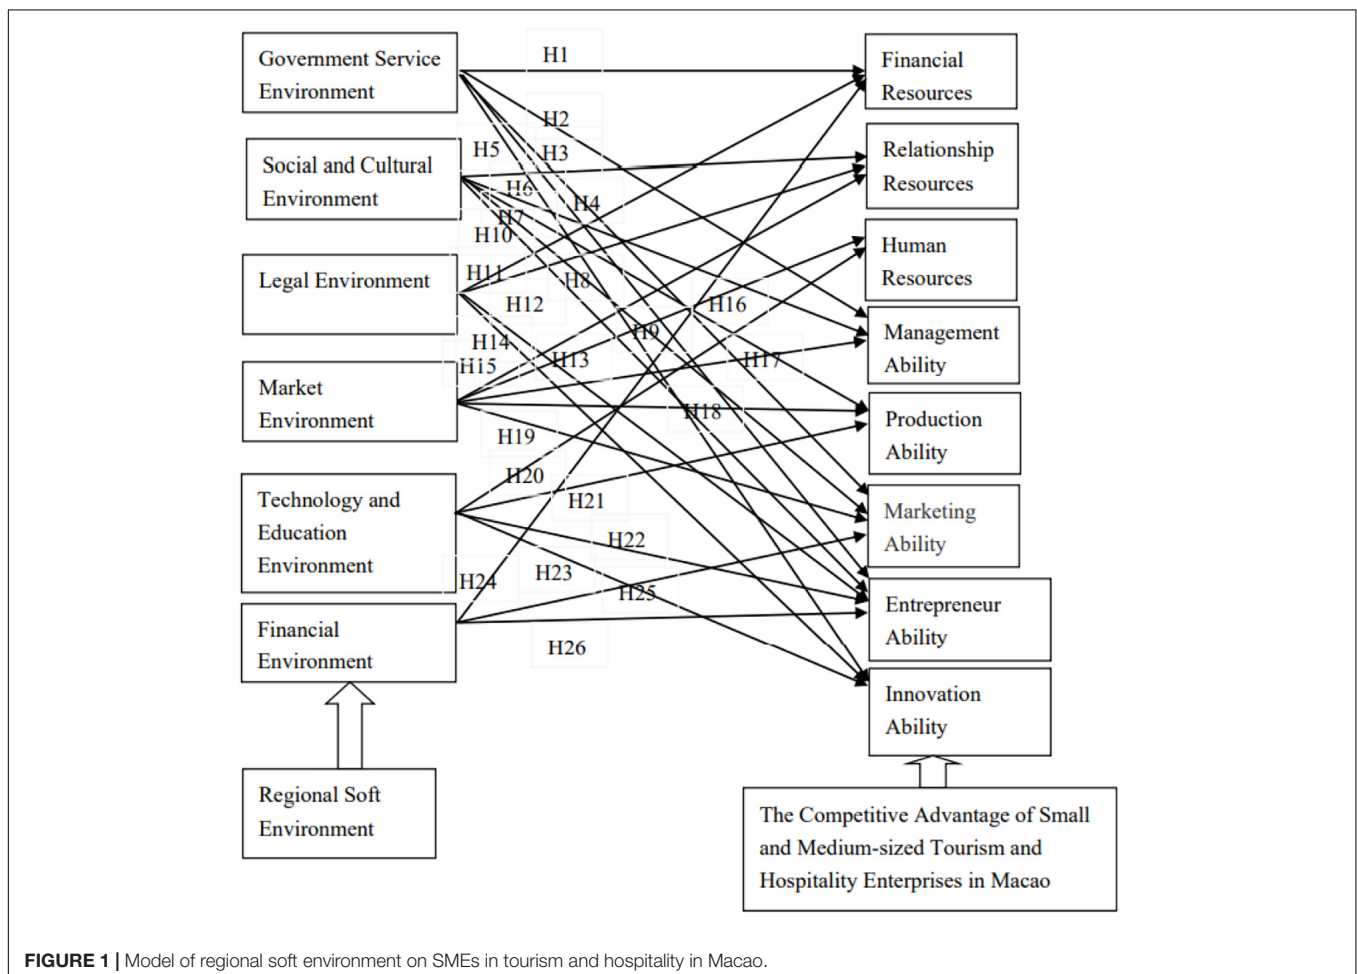 Government Service
Environment
H1
Financial
Resources
H2
Social and Cultural
Environment
H5
H3
Relationship
Resources
H6
H4
H7
H10
Human
Resources
Legal Environment
H11
H8
H12
H16
H14
H9
Management
Ability
H15
H13
H17
Market
Environment
H18
Production
Ability
H19
H20
Technology and
Education
Environment
H21
Marketing
Ability
H22
H24
H23
H25
Entrepreneur
Ability
Financial
Environment
H26
Innovation
Ability
Regional Soft
Environment
The Competitive Advantage of Small
and Medium-sized Tourism and
Hospitality Enterprises in Macao
FIGURE 1 | Model of regional soft environment on SMEs in tourism and hospitality in Macao.